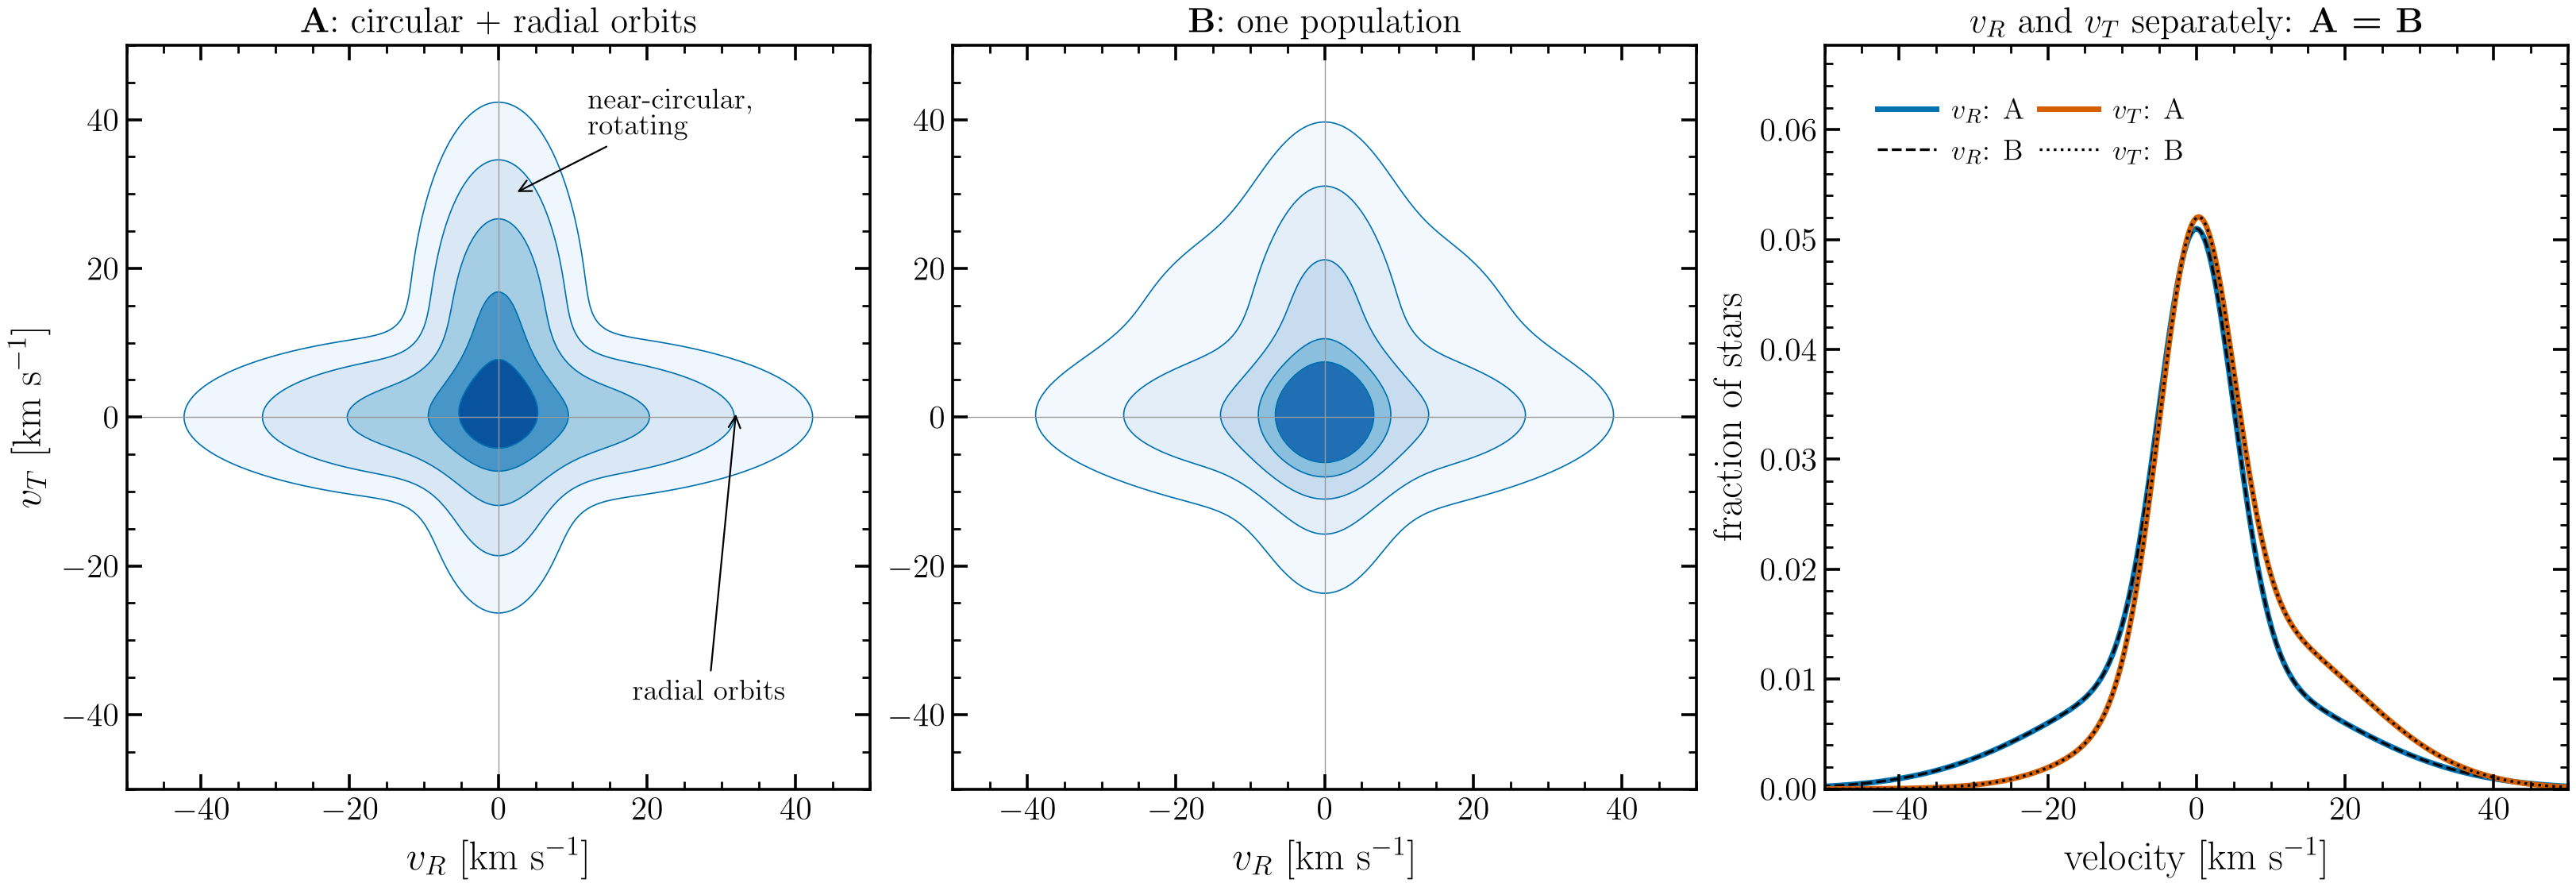 A: circular + radial orbits
near-circular,
rotating
radial orbits
40
20
0
−20
−40
v_T [km s⁻¹]
−40 −20 0 20 40
v_R [km s⁻¹]
B: one population
40
20
0
−20
−40
−40 −20 0 20 40
v_R [km s⁻¹]
v_R and v_T separately: A = B
v_R: A v_T: A
v_R: B v_T: B
0.06
0.05
0.04
0.03
0.02
0.01
0.00
fraction of stars
−40 −20 0 20 40
velocity [km s⁻¹]